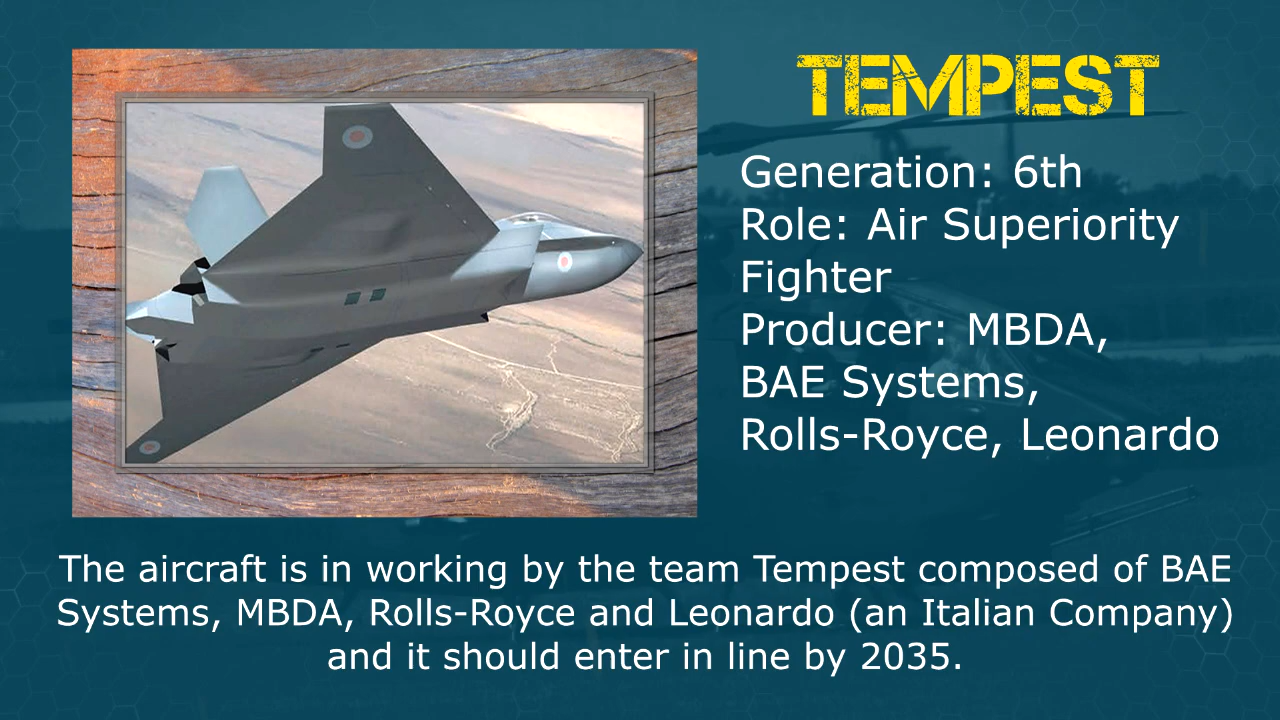 TEMPEST
Generation: 6th
Role: Air Superiority
Fighter
Producer: MBDA,
BAE Systems,
Rolls-Royce, Leonardo
The aircraft is in working by the team Tempest composed of BAE
Systems, MBDA, Rolls-Royce and Leonardo (an Italian Company)
and it should enter in line by 2035.